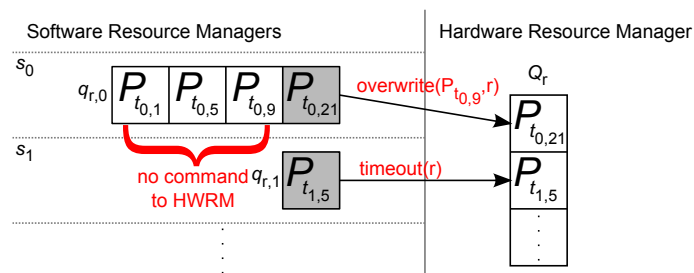 Software Resource Managers
Hardware Resource Manager
s0
qr,0
Pt0,1
Pt0,5
Pt0,9
Pt0,21
overwrite(Pt0,9,r)
Qr
Pt0,21
s1
no command
to HWRM
qr,1
Pt1,5
timeout(r)
Pt1,5